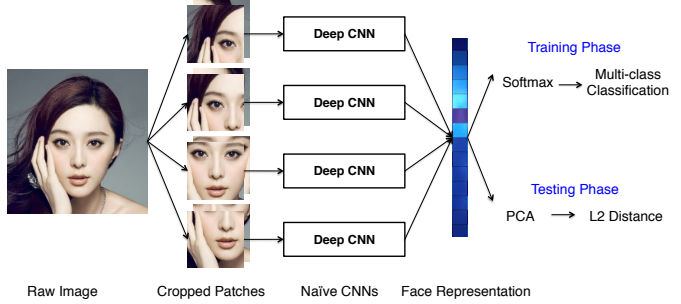 Deep CNN
Deep CNN
Deep CNN
Deep CNN
Training Phase
Softmax
Multi-class
Classification
Testing Phase
PCA
L2 Distance
Raw Image
Cropped Patches
Naïve CNNs
Face Representation